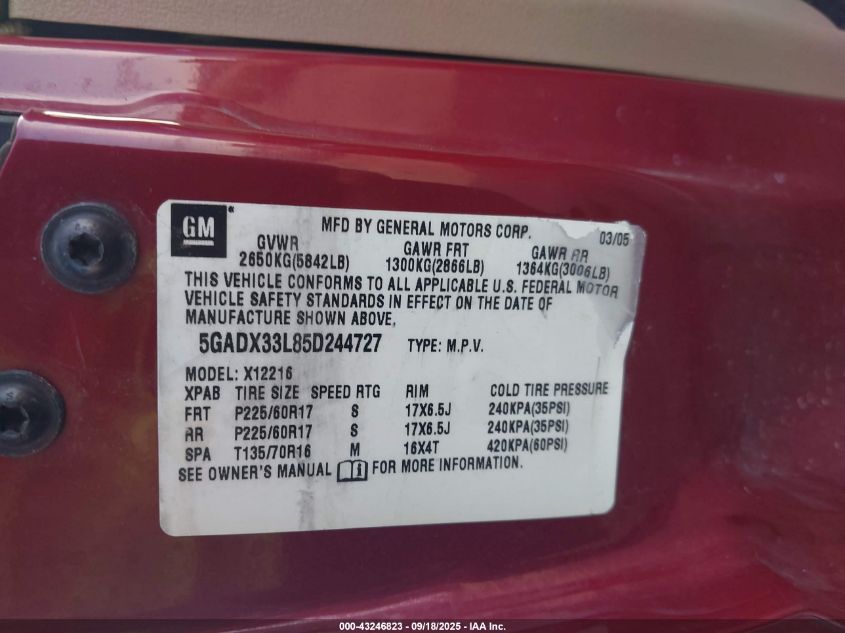 GM
MFD BY GENERAL MOTORS CORP. 03/05
GVWR GAWR FRT GAWR RR
2650KG(5842LB) 1300KG(2866LB) 1364KG(3006LB)
THIS VEHICLE CONFORMS TO ALL APPLICABLE U.S. FEDERAL MOTOR
VEHICLE SAFETY STANDARDS IN EFFECT ON THE DATE OF
MANUFACTURE SHOWN ABOVE.
5GADX33L85D244727 TYPE: M.P.V.
MODEL: X12216
XPAB TIRE SIZE SPEED RTG RIM COLD TIRE PRESSURE
FRT P225/60R17 S 17X6.5J 240KPA(35PSI)
RR P225/60R17 S 17X6.5J 240KPA(35PSI)
SPA T135/70R16 M 16X4T 420KPA(60PSI)
SEE OWNER'S MANUAL i FOR MORE INFORMATION.
000-43246823 - 09/18/2025 - IAA Inc.